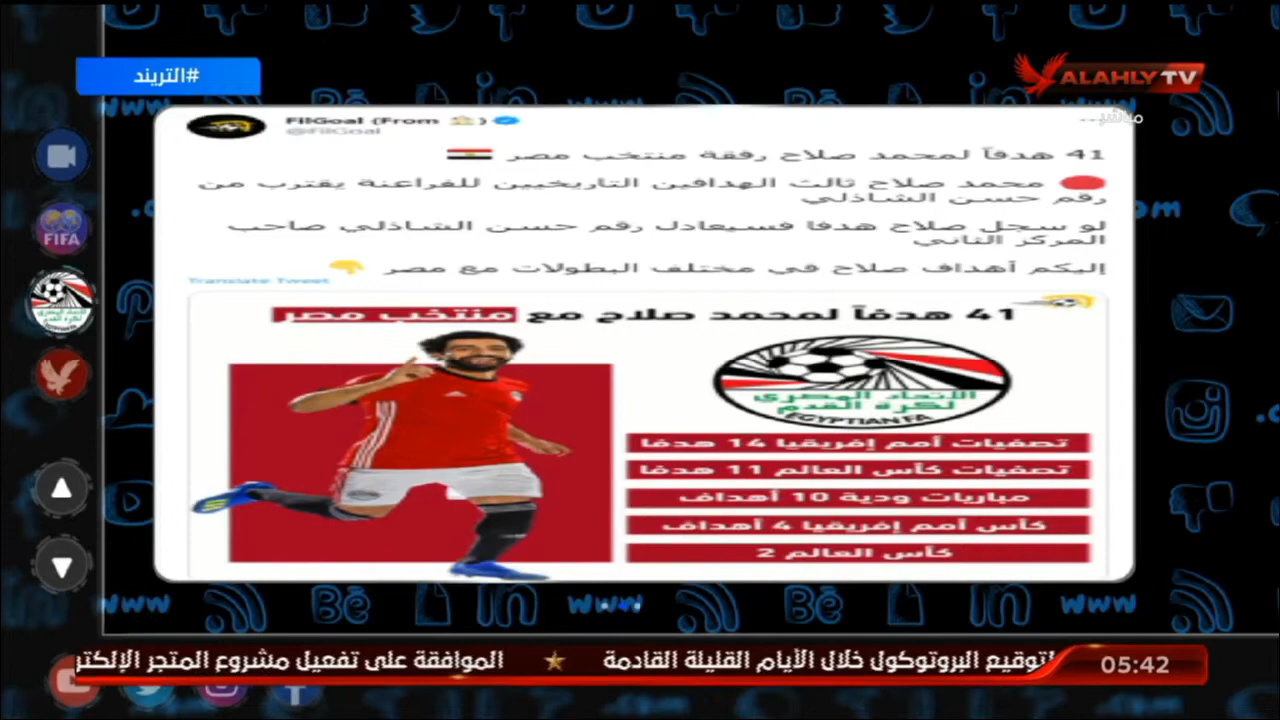 #التريند
ALAHLY TV
مباشر
FilGoal (From
@FilGoal
41 هدفاً لمحمد صلاح رفقة منتخب مصر
محمد صلاح ثالث الهدافين التاريخيين للفراعنة يقترب من
رقم حسن الشاذلي
لو سجل صلاح هدفا فسيعادل رقم حسن الشاذلي صاحب
المركز الثاني
إليكم أهداف صلاح في مختلف البطولات مع مصر
Translate Tweet
41 هدفاً لمحمد صلاح مع منتخب مصر
الاتحاد المصرى
لكرة القدم
EGYPTIAN FA
تصفيات أمم إفريقيا 14 هدفا
تصفيات كأس العالم 11 هدفا
مباريات ودية 10 أهداف
كأس أمم إفريقيا 4 أهداف
كأس العالم 2
FIFA
لتوقيع البروتوكول خلال الأيام القليلة القادمة ★ الموافقة على تفعيل مشروع المتجر الإلكتر
05:42